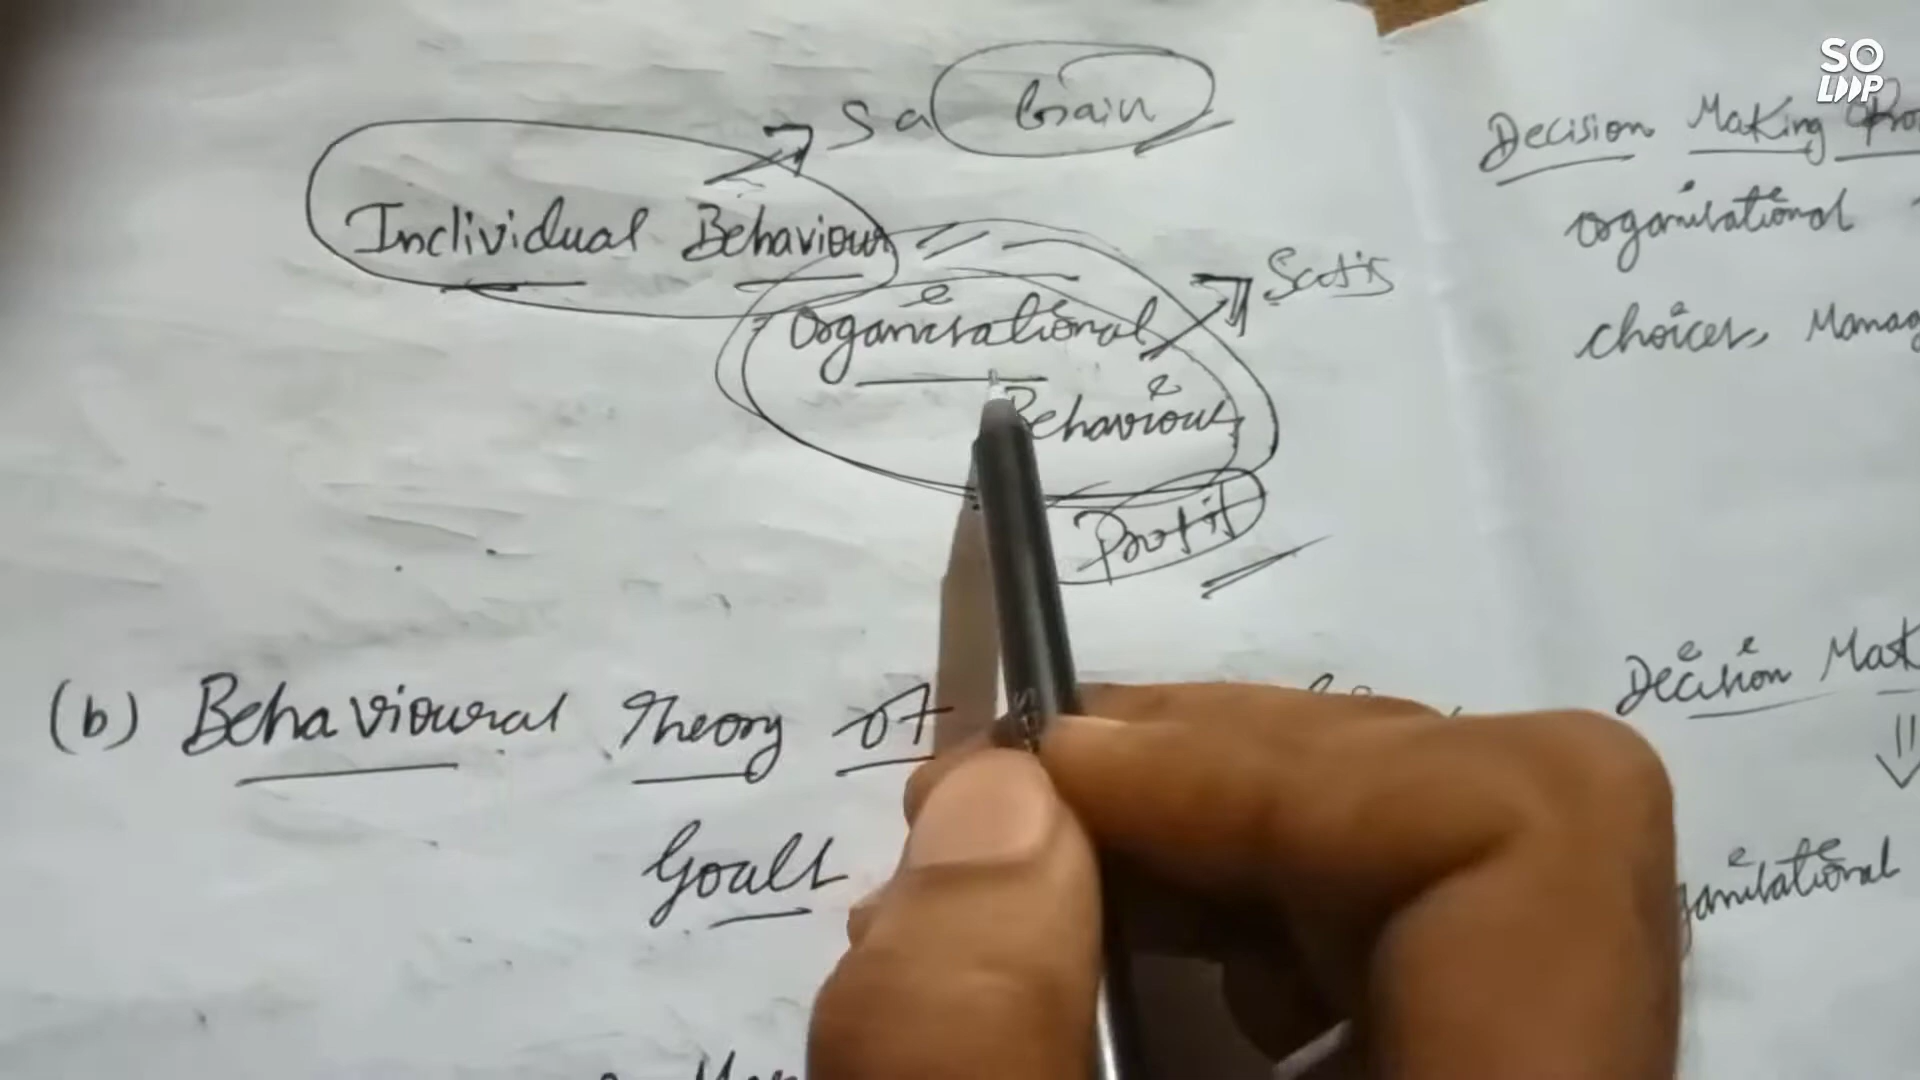 Sa Gain
Individual Behaviour
Satis
Organisational
Behaviour
Profit
(b) Behavioural Theory of
Goals
Decision Making
organisational
choices, Manag
Decision Mak
ganisational
SO
LOOP